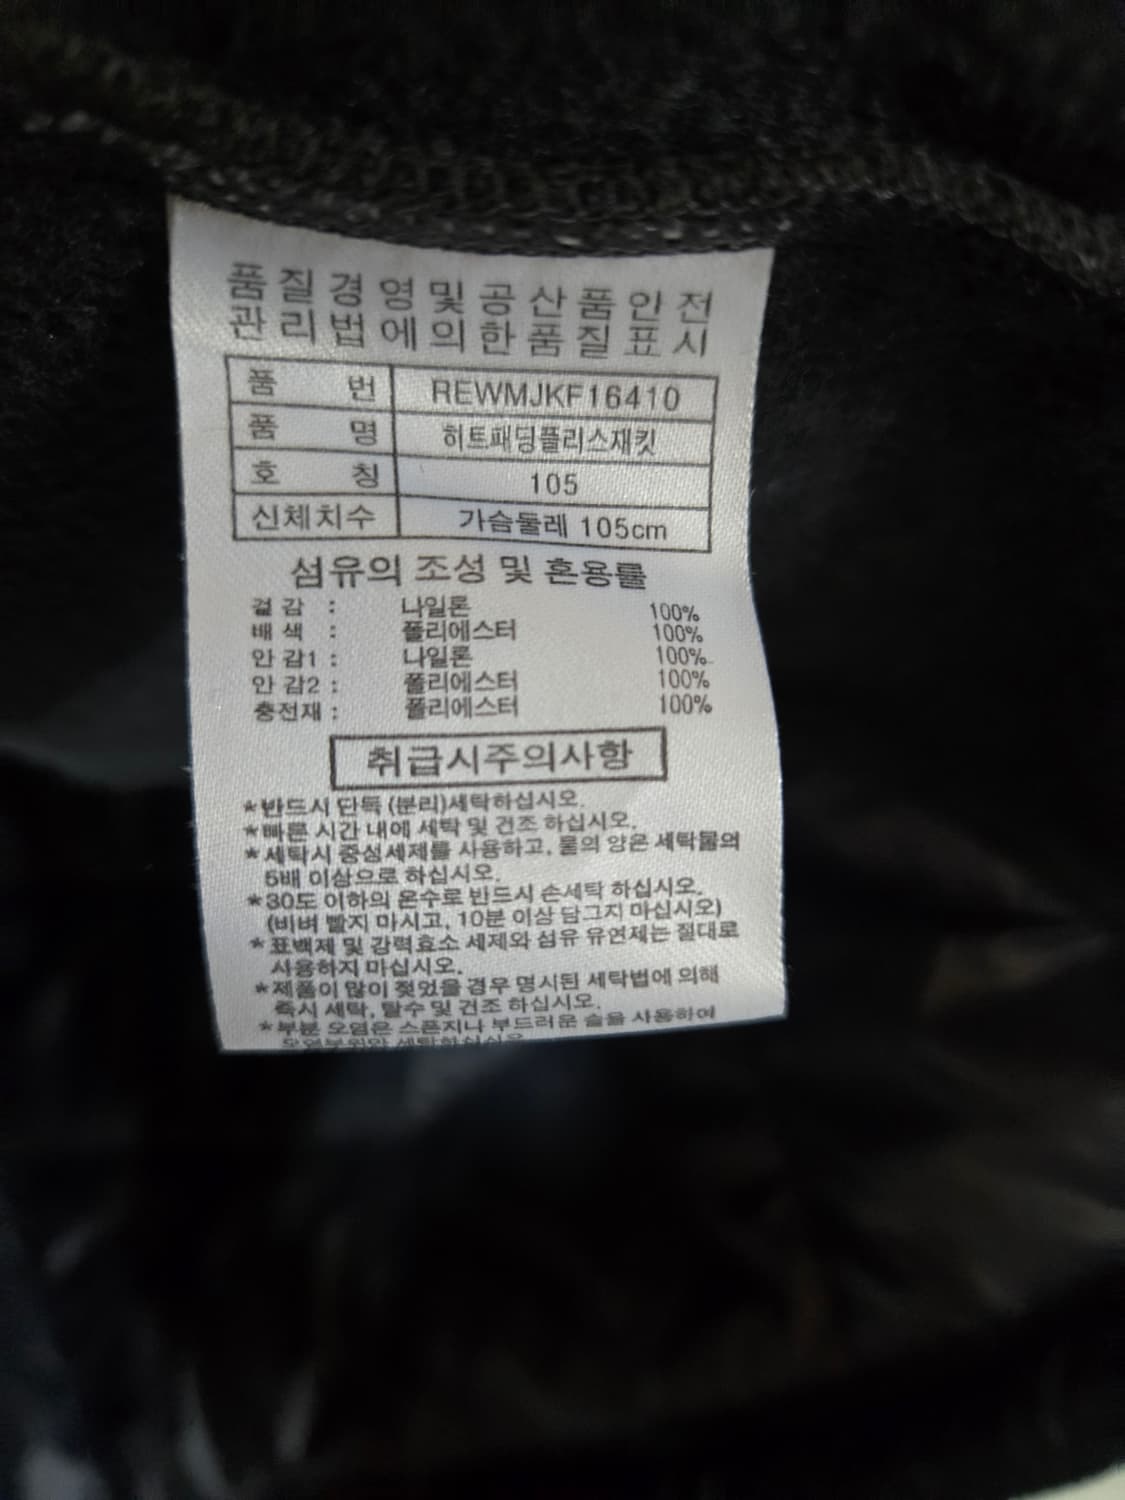 품질경영및공산품안전
관리법에의한품질표시
품 번 REWMJKF16410
품 명 히트패딩플리스재킷
호 칭 105
신체치수 가슴둘레 105cm
섬유의 조성 및 혼용률
겉 감 : 나일론 100%
배 색 : 폴리에스터 100%
안 감1 : 나일론 100%
안 감2 : 폴리에스터 100%
충전재 : 폴리에스터 100%
취급시주의사항
*반드시 단독 (분리)세탁하십시오.
*빠른 시간 내에 세탁 및 건조 하십시오.
*세탁시 중성세제를 사용하고, 물의 양은 세탁물의
5배 이상으로 하십시오.
*30도 이하의 온수로 반드시 손세탁 하십시오.
(비벼 빨지 마시고, 10분 이상 담그지 마십시오)
*표백제 및 강력효소 세제와 섬유 유연제는 절대로
사용하지 마십시오.
*제품이 많이 젖었을 경우 명시된 세탁법에 의해
즉시 세탁, 탈수 및 건조 하십시오.
*부분 오염은 스폰지나 부드러운 솔을 사용하여
오염부위만 세탁하십시오